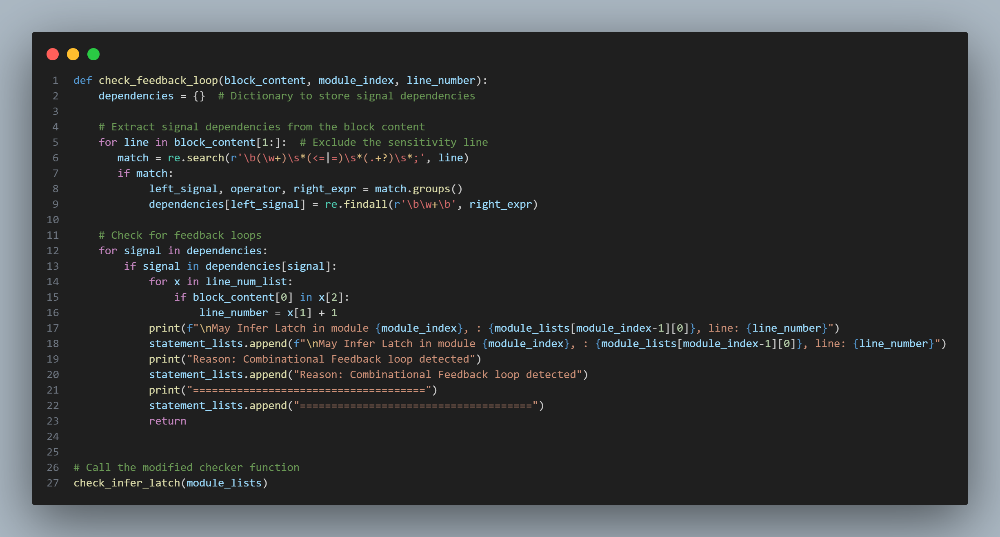 1 def check_feedback_loop(block_content, module_index, line_number):
2     dependencies = {}  # Dictionary to store signal dependencies
3
4     # Extract signal dependencies from the block content
5     for line in block_content[1:]:  # Exclude the sensitivity line
6        match = re.search(r'\b(\w+)\s*(<=|=)\s*(.+?)\s*;', line)
7        if match:
8             left_signal, operator, right_expr = match.groups()
9             dependencies[left_signal] = re.findall(r'\b\w+\b', right_expr)
10
11     # Check for feedback loops
12     for signal in dependencies:
13         if signal in dependencies[signal]:
14             for x in line_num_list:
15                 if block_content[0] in x[2]:
16                     line_number = x[1] + 1
17             print(f"\nMay Infer Latch in module {module_index}, : {module_lists[module_index-1][0]}, line: {line_number}")
18             statement_lists.append(f"\nMay Infer Latch in module {module_index}, : {module_lists[module_index-1][0]}, line: {line_number}")
19             print("Reason: Combinational Feedback loop detected")
20             statement_lists.append("Reason: Combinational Feedback loop detected")
21             print("=====================================")
22             statement_lists.append("=====================================")
23             return
24
25
26 # Call the modified checker function
27 check_infer_latch(module_lists)